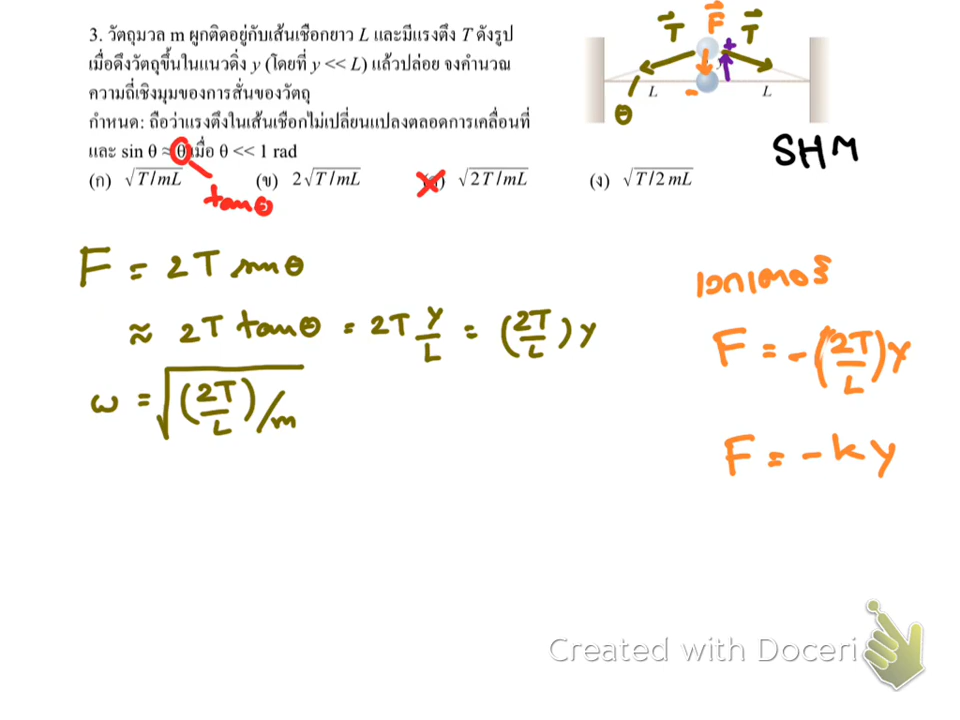 3. วัตถุมวล m ผูกติดอยู่กับเส้นเชือกยาว L และมีแรงตึง T ดังรูป
เมื่อดึงวัตถุขึ้นในแนวดิ่ง y (โดยที่ y << L) แล้วปล่อย จงคำนวณ
ความถี่เชิงมุมของการสั่นของวัตถุ
กำหนด: ถือว่าแรงตึงในเส้นเชือกไม่เปลี่ยนแปลงตลอดการเคลื่อนที่
และ sin θ ≈ θ เมื่อ θ << 1 rad
(ก) √T/mL (ข) 2√T/mL √2T/mL (ง) √T/2mL
tanθ
T F T
+
-
L L
θ
SHM
F = 2T sinθ
≈ 2T tanθ = 2T y/L = (2T/L) y
ω = √(2T/L)/m
เวกเตอร์
F = -(2T/L)y
F = -ky
Created with Doceri